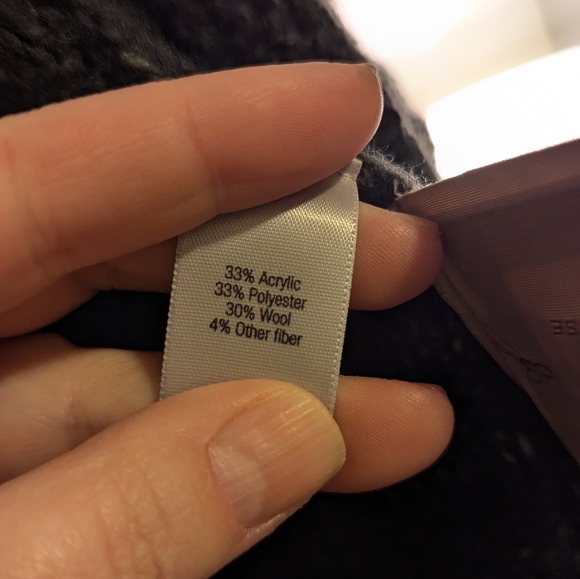 33% Acrylic
33% Polyester
30% Wool
4% Other fiber